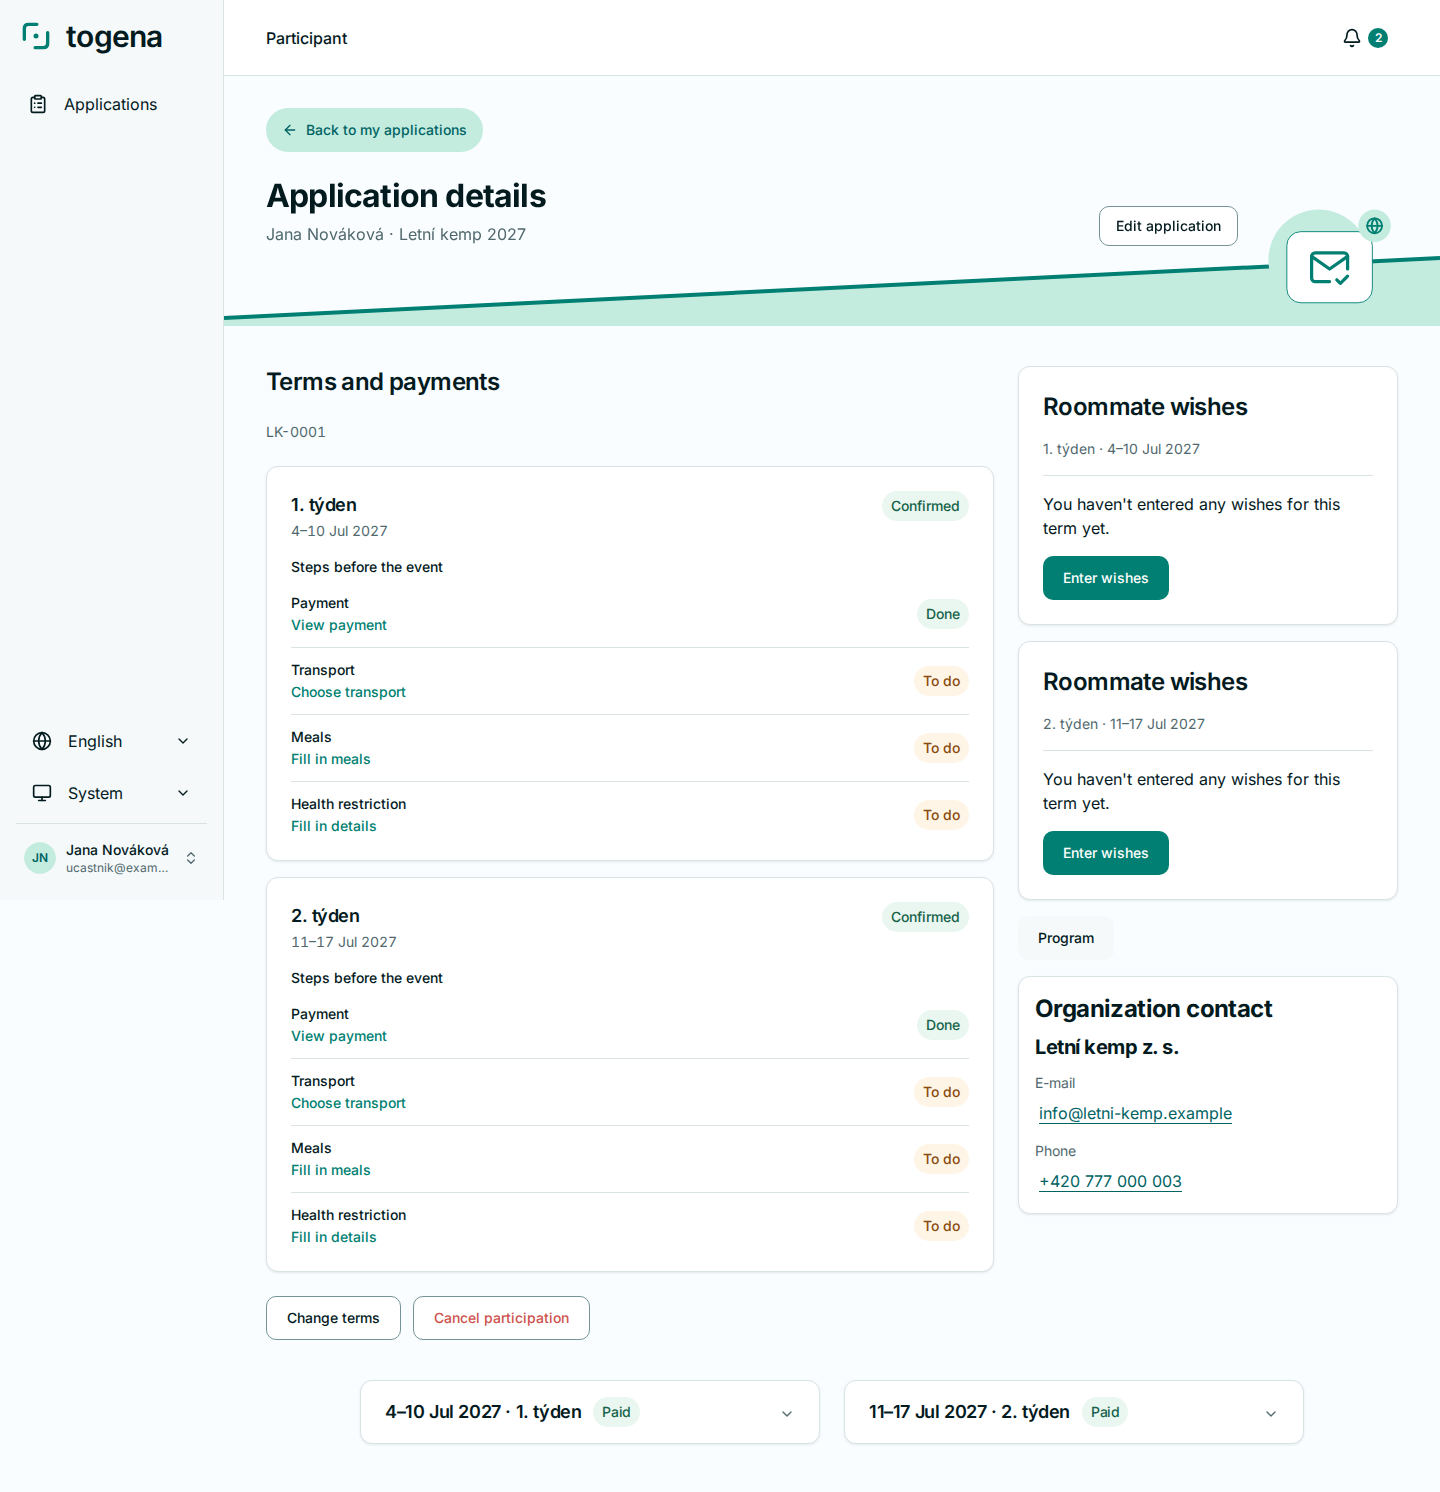 togena
Applications
English
System
JN
Jana Nováková
ucastnik@exam...
Participant
2
Back to my applications
Application details
Jana Nováková · Letní kemp 2027
Edit application
Terms and payments
LK-0001
1. týden
4–10 Jul 2027
Confirmed
Steps before the event
Payment
View payment
Done
Transport
Choose transport
To do
Meals
Fill in meals
To do
Health restriction
Fill in details
To do
2. týden
11–17 Jul 2027
Confirmed
Steps before the event
Payment
View payment
Done
Transport
Choose transport
To do
Meals
Fill in meals
To do
Health restriction
Fill in details
To do
Change terms
Cancel participation
Roommate wishes
1. týden · 4–10 Jul 2027
You haven't entered any wishes for this
term yet.
Enter wishes
Roommate wishes
2. týden · 11–17 Jul 2027
You haven't entered any wishes for this
term yet.
Enter wishes
Program
Organization contact
Letní kemp z. s.
E-mail
info@letni-kemp.example
Phone
+420 777 000 003
4–10 Jul 2027 · 1. týden Paid
11–17 Jul 2027 · 2. týden Paid